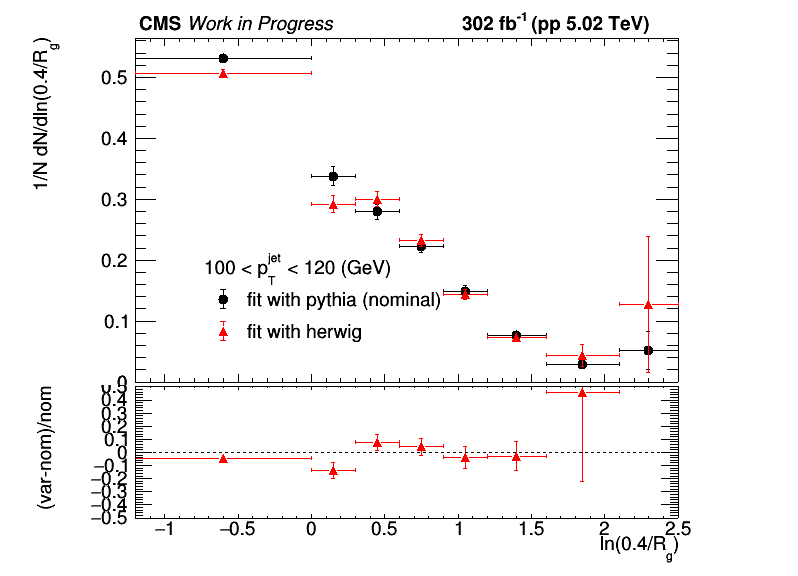 CMS Work in Progress 302 fb⁻¹ (pp 5.02 TeV)
1/N dN/dln(0.4/R_g)
0.5
0.4
0.3
0.2
0.1
0
100 < p_T^jet < 120 (GeV)
fit with pythia (nominal)
fit with herwig
(var-nom)/nom
0.5
0.4
0.3
0.2
0.1
0
−0.1
−0.2
−0.3
−0.4
−0.5
−1 −0.5 0 0.5 1 1.5 2 2.5
ln(0.4/R_g)